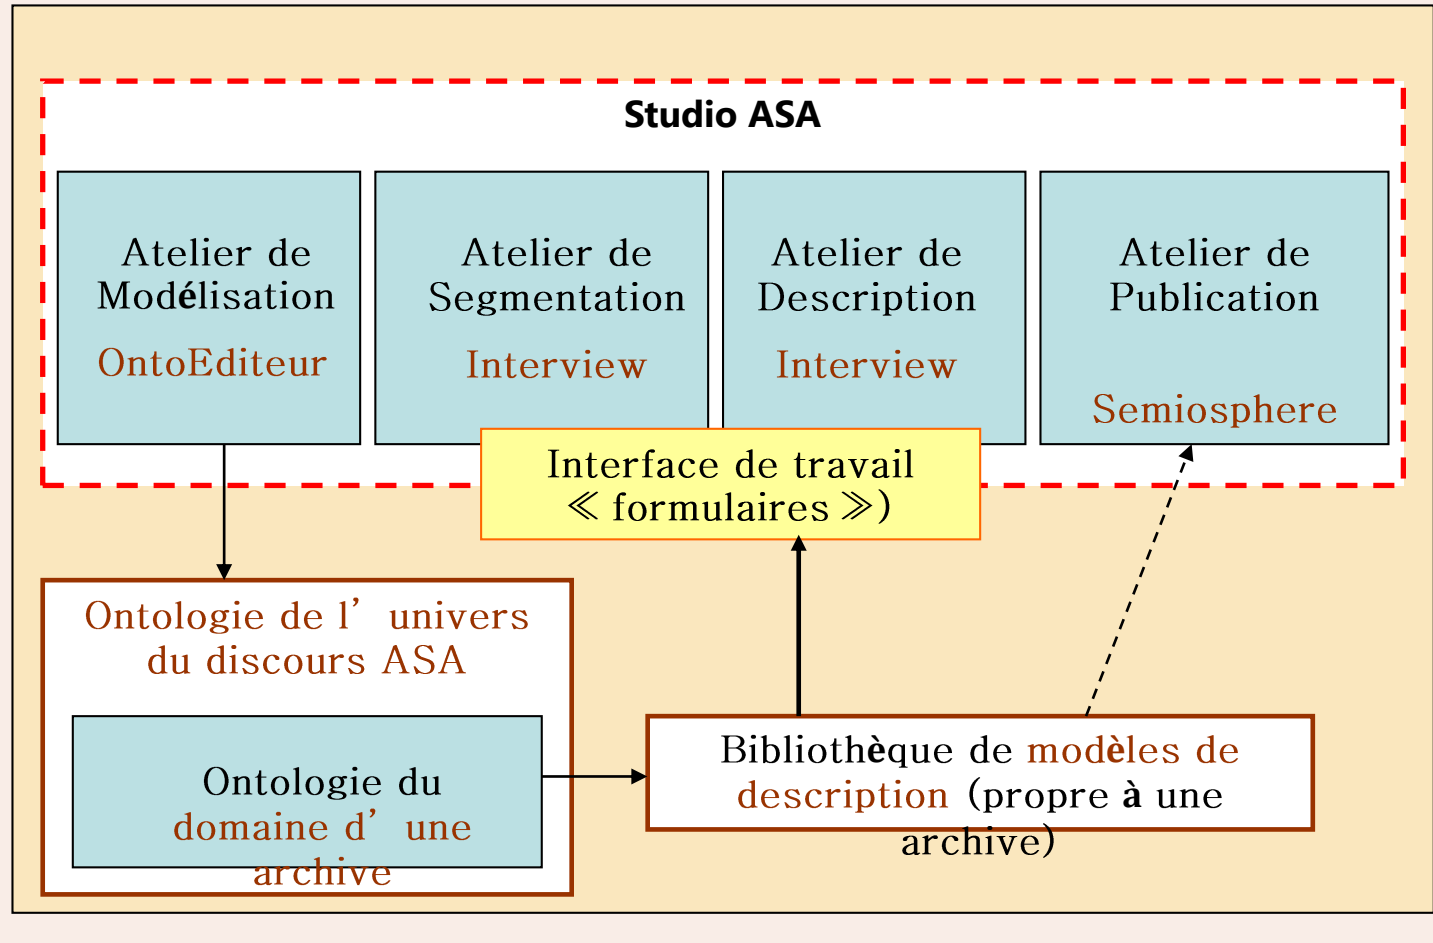 Studio ASA
Atelier de
Modélisation
OntoEditeur
Atelier de
Segmentation
Interview
Atelier de
Description
Interview
Atelier de
Publication
Semiosphere
Interface de travail
≪ formulaires ≫)
Ontologie de l’ univers
du discours ASA
Ontologie du
domaine d’ une
archive
Bibliothèque de modèles de
description (propre à une
archive)